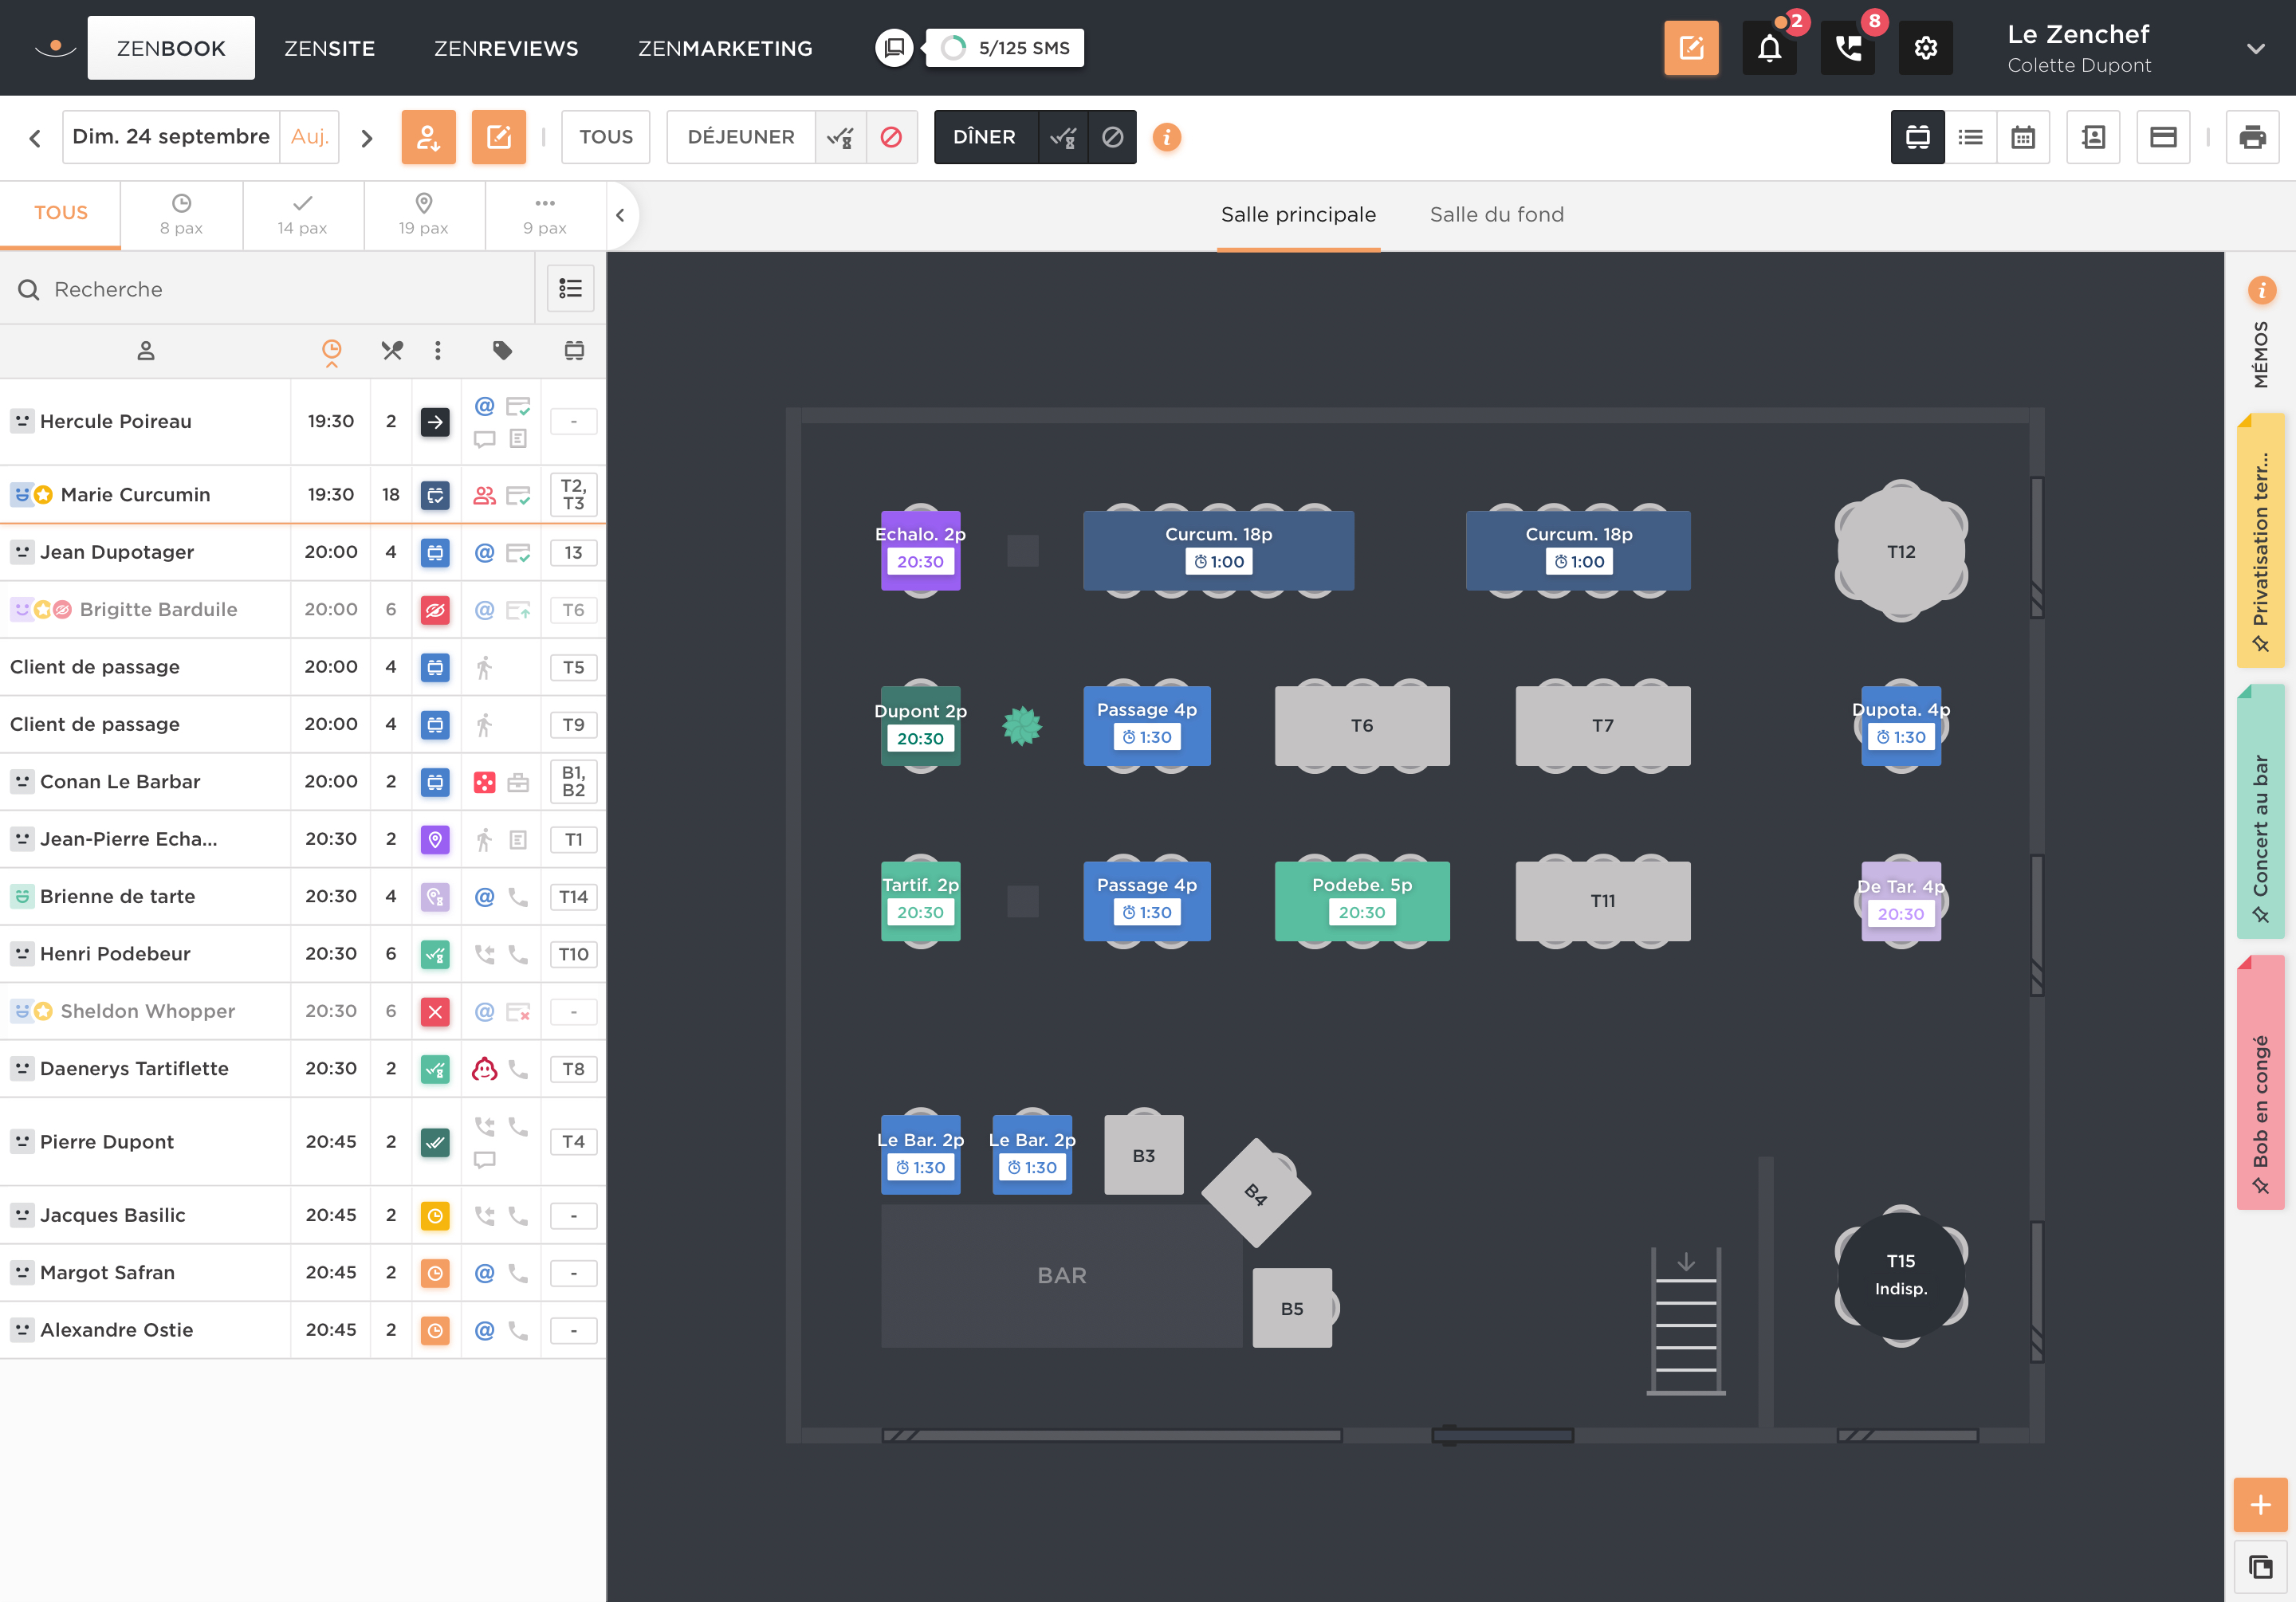 ZENBOOK
ZENSITE
ZENREVIEWS
ZENMARKETING
5/125 SMS
2
8
Le Zenchef
Colette Dupont
Dim. 24 septembre
Auj.
TOUS
DÉJEUNER
DÎNER
i
TOUS
8 pax
14 pax
19 pax
9 pax
Salle principale
Salle du fond
Recherche
Hercule Poireau 19:30 2 @ -
Marie Curcumin 19:30 18 T2, T3
Jean Dupotager 20:00 4 @ 13
Brigitte Barduile 20:00 6 @ T6
Client de passage 20:00 4 T5
Client de passage 20:00 4 T9
Conan Le Barbar 20:00 2 B1, B2
Jean-Pierre Echa... 20:30 2 T1
Brienne de tarte 20:30 4 @ T14
Henri Podebeur 20:30 6 T10
Sheldon Whopper 20:30 6 @ -
Daenerys Tartiflette 20:30 2 T8
Pierre Dupont 20:45 2 T4
Jacques Basilic 20:45 2 -
Margot Safran 20:45 2 @ -
Alexandre Ostie 20:45 2 @ -
Echalo. 2p
20:30
Curcum. 18p
1:00
Curcum. 18p
1:00
T12
Dupont 2p
20:30
Passage 4p
1:30
T6
T7
Dupota. 4p
1:30
Tartif. 2p
20:30
Passage 4p
1:30
Podebe. 5p
20:30
T11
De Tar. 4p
20:30
Le Bar. 2p
1:30
Le Bar. 2p
1:30
B3
B4
BAR
B5
T15
Indisp.
i
MÉMOS
Privatisation terr...
Concert au bar
Bob en congé